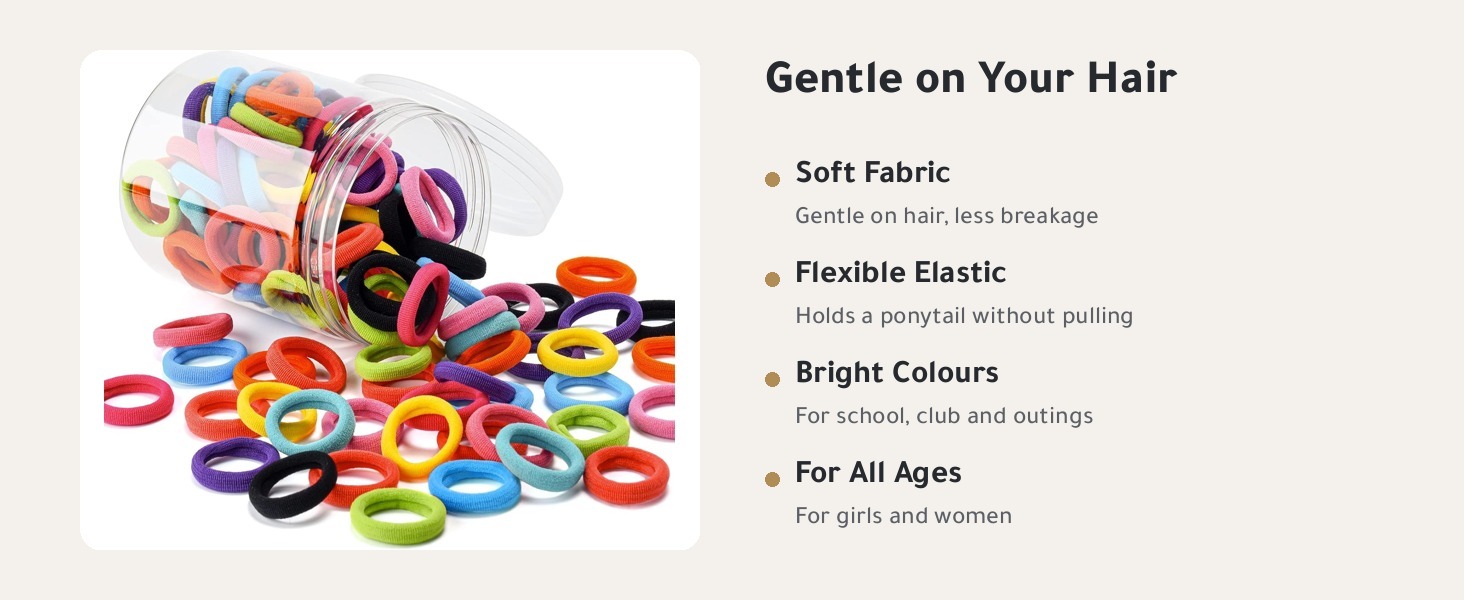 Gentle on Your Hair
Soft Fabric
Gentle on hair, less breakage
Flexible Elastic
Holds a ponytail without pulling
Bright Colours
For school, club and outings
For All Ages
For girls and women